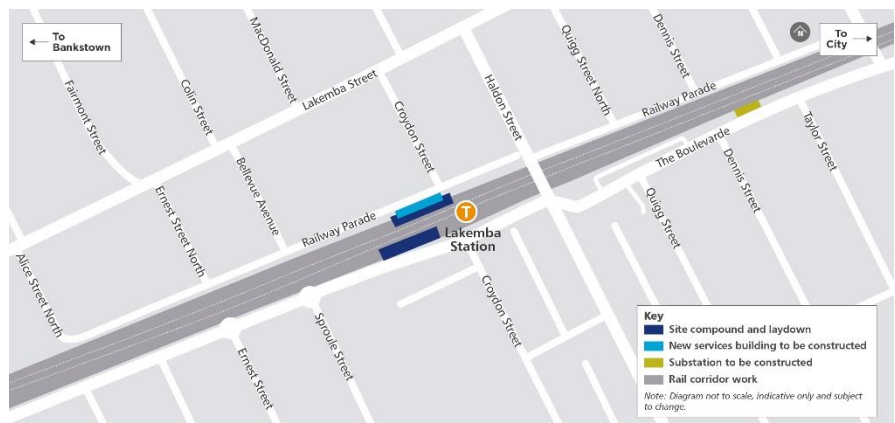 To
Bankstown
MacDonald Street
Colin Street
Fairmont Street
Lakemba Street
Croydon Street
Haldon Street
Quigg Street North
Dennis Street
N
To
City
Railway Parade
The Boulevarde
Taylor Street
Dennis Street
Quigg Street
Bellevue Avenue
Ernest Street North
Railway Parade
T
Lakemba
Station
Alice Street North
Croydon Street
Sproule Street
Ernest Street
Key
Site compound and laydown
New services building to be constructed
Substation to be constructed
Rail corridor work
Note: Diagram not to scale, indicative only and subject
to change.